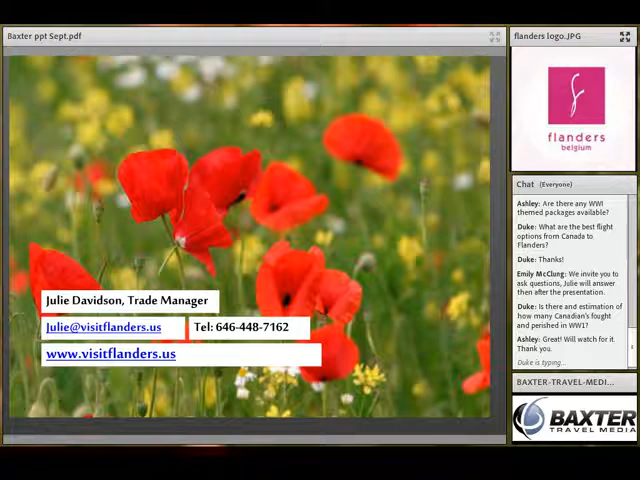 Baxter ppt Sept.pdf
Julie Davidson, Trade Manager
Julie@visitflanders.us
Tel: 646-448-7162
www.visitflanders.us
flanders logo.JPG
flanders
belgium
Chat (Everyone)
Ashley: Are there any WWI
themed packages available?
Duke: What are the best flight
options from Canada to
Flanders?
Duke: Thanks!
Emily McClung: We invite you to
ask questions, Julie will answer
then after the presentation.
Duke: Is there and estimation of
how many Canadian's fought
and perished in WW1?
Ashley: Great! Will watch for it.
Thank you.
Duke is typing...
BAXTER-TRAVEL-MEDI...
BAXTER
TRAVEL MEDIA